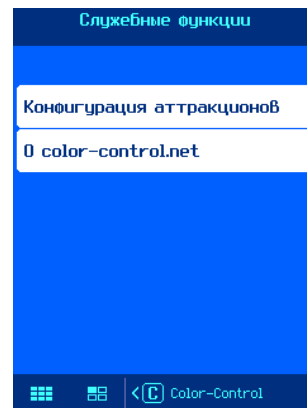 Служебные функции
Конфигурация аттракционов
О color-control.net
<C Color-Control